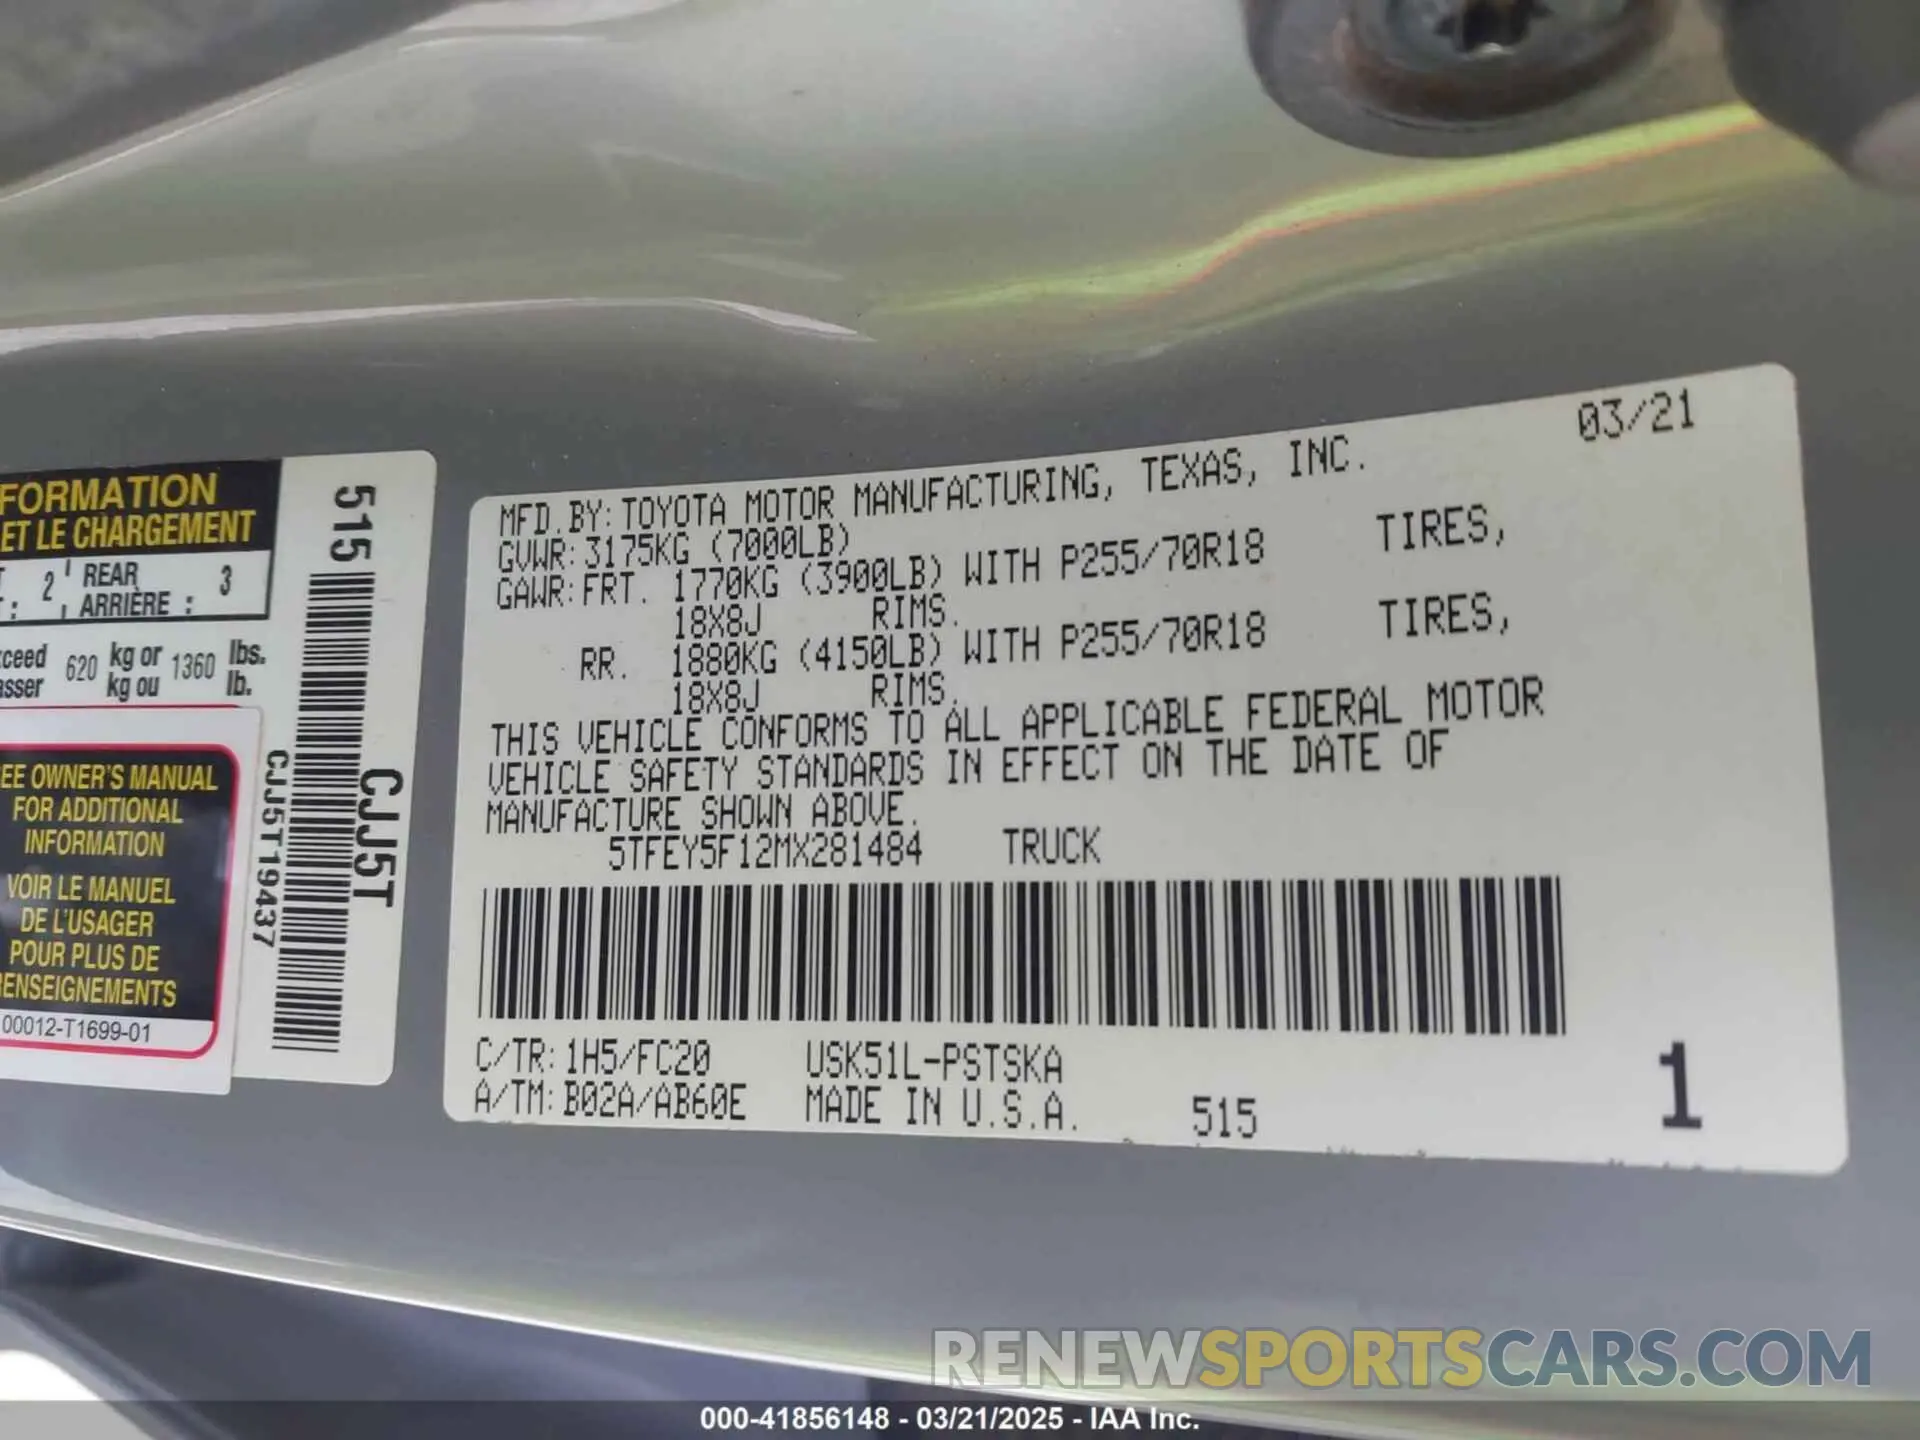 FORMATION
ET LE CHARGEMENT
2 REAR 3
: , ARRIÈRE :
kg or lbs.
620 1360
kg ou lb.
EE OWNER'S MANUAL
FOR ADDITIONAL
INFORMATION
VOIR LE MANUEL
DE L'USAGER
POUR PLUS DE
RENSEIGNEMENTS
00012-T1699-01
515
CJJ5T
CJJ5T19437
03/21
MFD.BY:TOYOTA MOTOR MANUFACTURING, TEXAS, INC.
GVWR:3175KG (7000LB)
GAWR:FRT. 1770KG (3900LB) WITH P255/70R18 TIRES,
18X8J RIMS.
RR. 1880KG (4150LB) WITH P255/70R18 TIRES,
18X8J RIMS.
THIS VEHICLE CONFORMS TO ALL APPLICABLE FEDERAL MOTOR
VEHICLE SAFETY STANDARDS IN EFFECT ON THE DATE OF
MANUFACTURE SHOWN ABOVE.
5TFEY5F12MX281484 TRUCK
C/TR:1H5/FC20 USK51L-PSTSKA
A/TM:B02A/AB60E MADE IN U.S.A. 515
1
RENEWSPORTSCARS.COM
000-41856148 - 03/21/2025 - IAA Inc.